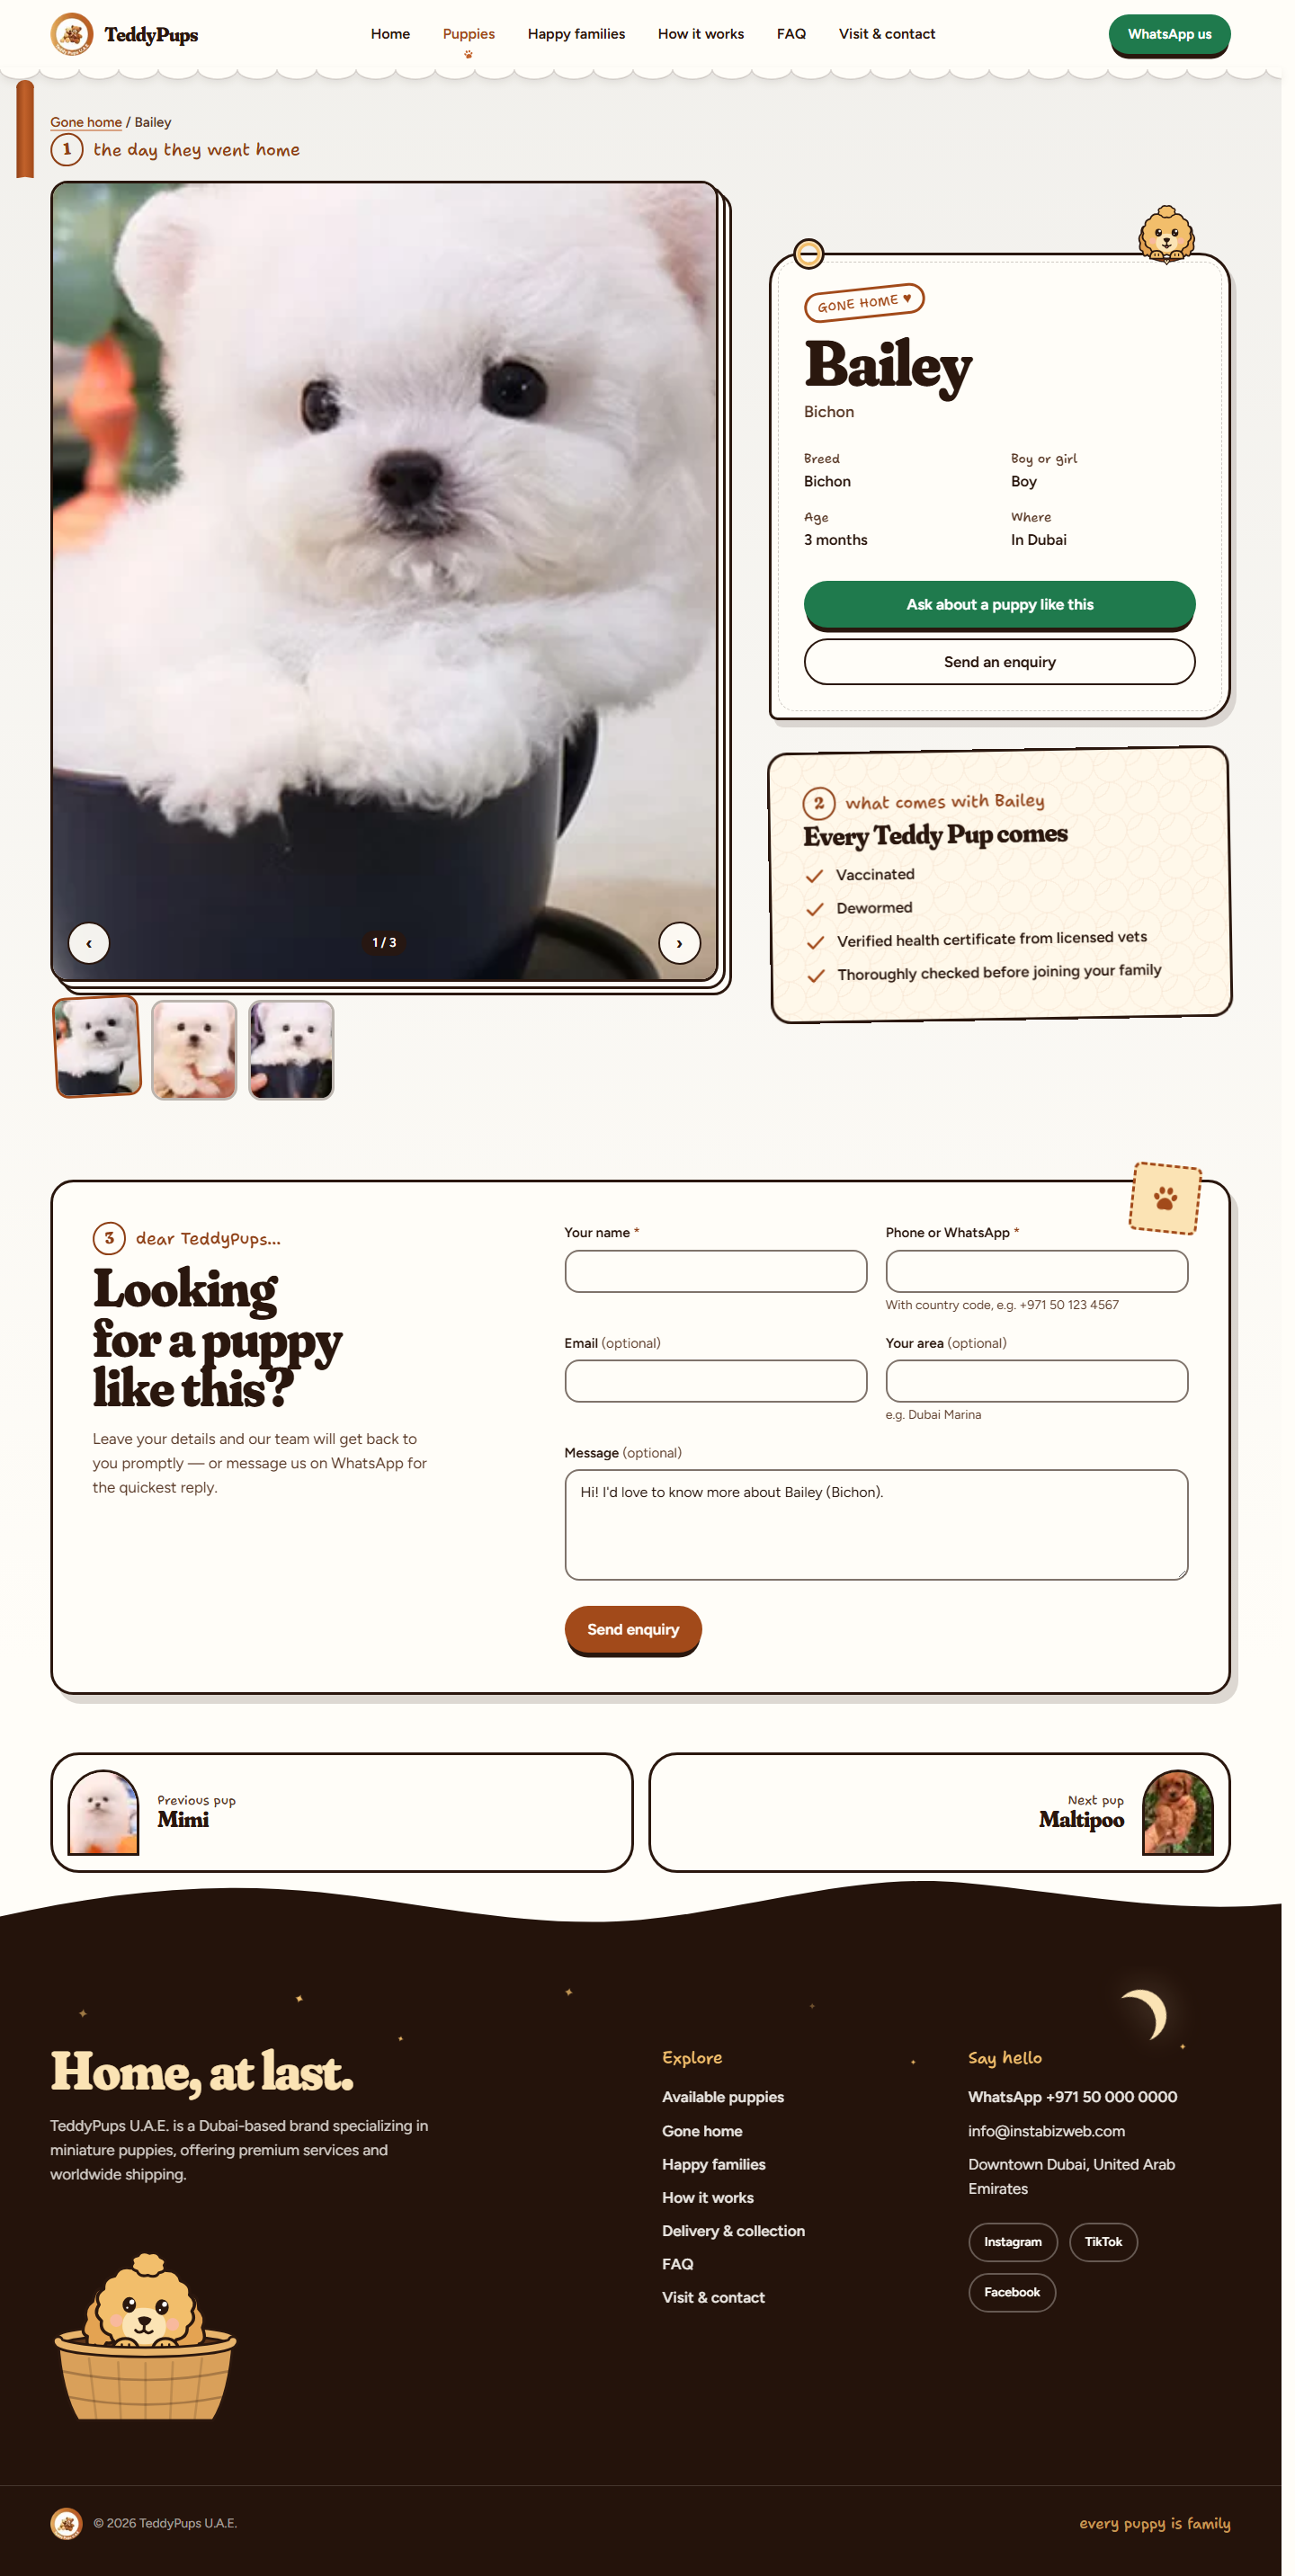 TeddyPups
Home
Puppies
Happy families
How it works
FAQ
Visit & contact
WhatsApp us
Gone home / Bailey
1 the day they went home
GONE HOME ♥
Bailey
Bichon
Breed
Bichon
Boy or girl
Boy
Age
3 months
Where
In Dubai
Ask about a puppy like this
Send an enquiry
‹
1 / 3
›
2 what comes with Bailey
Every Teddy Pup comes
Vaccinated
Dewormed
Verified health certificate from licensed vets
Thoroughly checked before joining your family
3 dear TeddyPups...
Looking
for a puppy
like this?
Leave your details and our team will get back to
you promptly — or message us on WhatsApp for
the quickest reply.
Your name *
Phone or WhatsApp *
With country code, e.g. +971 50 123 4567
Email (optional)
Your area (optional)
e.g. Dubai Marina
Message (optional)
Hi! I'd love to know more about Bailey (Bichon).
Send enquiry
Previous pup
Mimi
Next pup
Maltipoo
Home, at last.
TeddyPups U.A.E. is a Dubai-based brand specializing in
miniature puppies, offering premium services and
worldwide shipping.
Explore
Available puppies
Gone home
Happy families
How it works
Delivery & collection
FAQ
Visit & contact
Say hello
WhatsApp +971 50 000 0000
info@instabizweb.com
Downtown Dubai, United Arab
Emirates
Instagram
TikTok
Facebook
© 2026 TeddyPups U.A.E.
every puppy is family